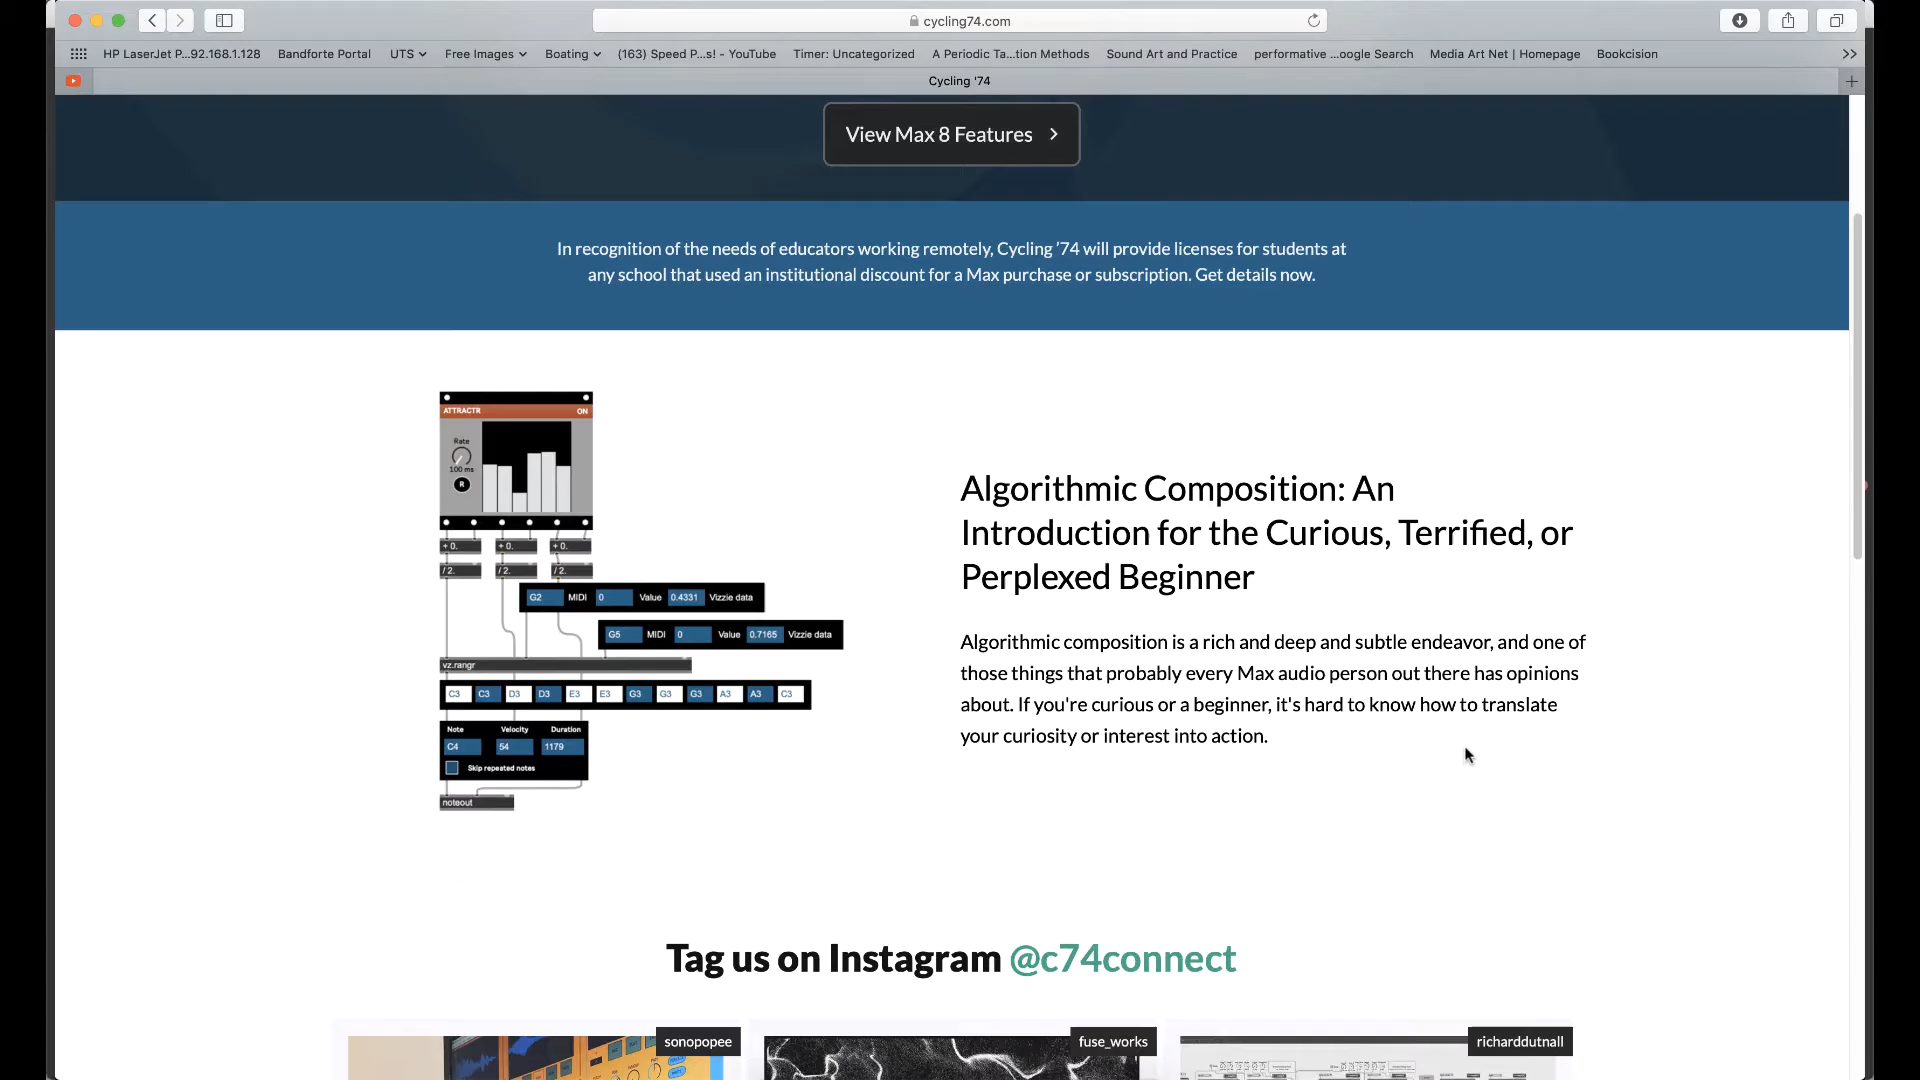 cycling74.com
HP LaserJet P...92.168.1.128 Bandforte Portal UTS Free Images Boating (163) Speed P...s! - YouTube Timer: Uncategorized A Periodic Ta...tion Methods Sound Art and Practice performative ...oogle Search Media Art Net | Homepage Bookcision
Cycling '74
View Max 8 Features
In recognition of the needs of educators working remotely, Cycling '74 will provide licenses for students at
any school that used an institutional discount for a Max purchase or subscription. Get details now.
ATTRACTR ON
Rate
100 ms
R
+ 0. + 0. + 0.
/ 2. / 2. / 2.
G2 MIDI 0 Value 0.4331 Vizzie data
G5 MIDI 0 Value 0.7165 Vizzie data
vz.rangr
C3 C3 D3 D3 E3 E3 G3 G3 G3 A3 A3 C3
Note Velocity Duration
C4 54 1179
Skip repeated notes
noteout
Algorithmic Composition: An
Introduction for the Curious, Terrified, or
Perplexed Beginner
Algorithmic composition is a rich and deep and subtle endeavor, and one of
those things that probably every Max audio person out there has opinions
about. If you're curious or a beginner, it's hard to know how to translate
your curiosity or interest into action.
Tag us on Instagram @c74connect
sonopopee fuse_works richarddutnall